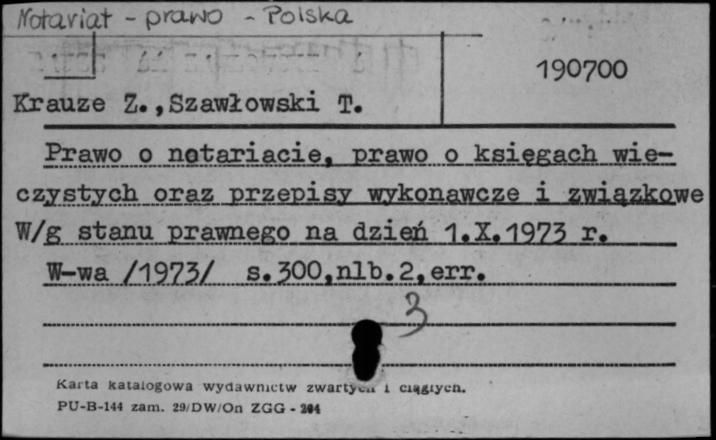 Notariat - prawo - Polska
190700
Krauze Z.,Szawłowski T.
Prawo o notariacie, prawo o księgach wie-
czystych oraz przepisy wykonawcze i związkowe
W/g stanu prawnego na dzień 1.X.1973 r.
W-wa /1973/ s.300,nlb.2,err.
3
Karta katalogowa wydawnictw zwartych i ciągłych.
PU-B-144 zam. 29/DW/On ZGG - 204